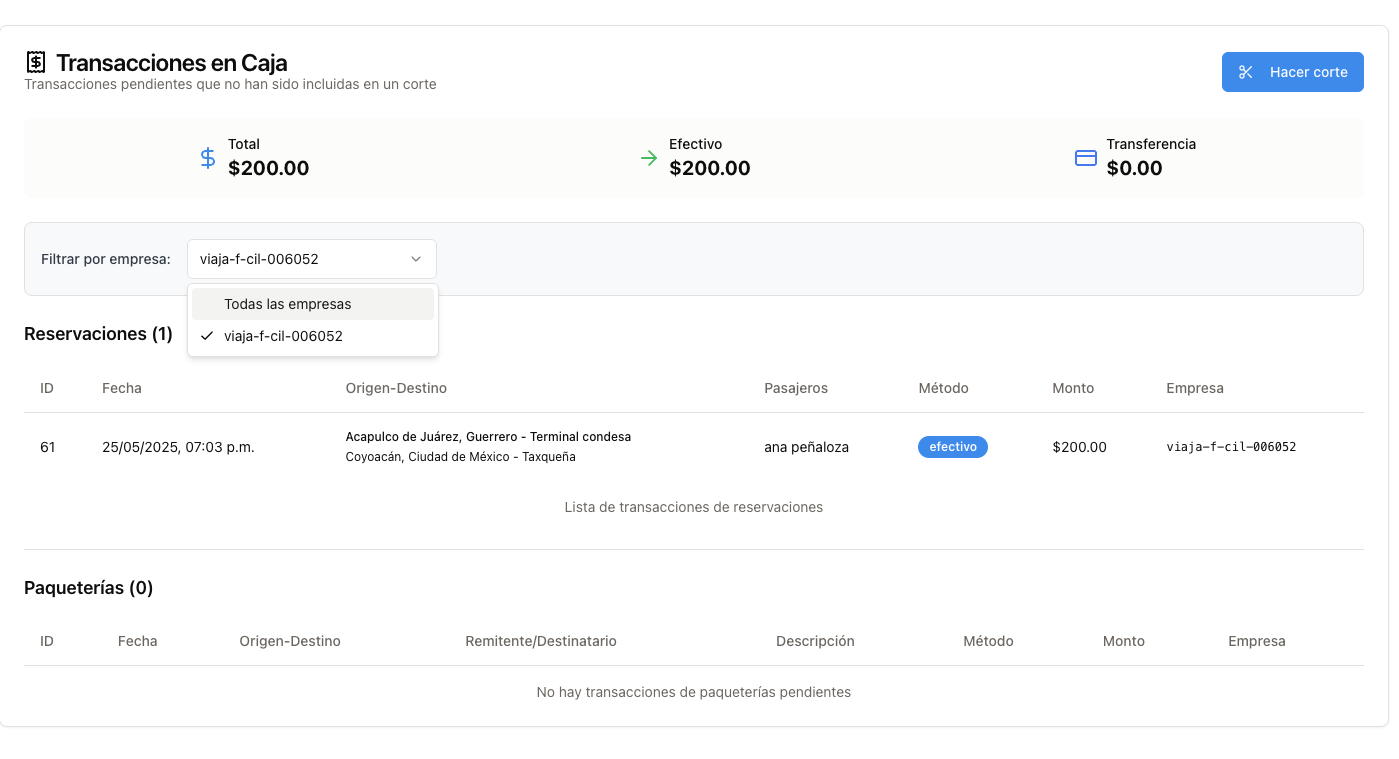 Transacciones en Caja
Transacciones pendientes que no han sido incluidas en un corte
Hacer corte
Total
$200.00
Efectivo
$200.00
Transferencia
$0.00
Filtrar por empresa:
viaja-f-cil-006052
Todas las empresas
viaja-f-cil-006052
Reservaciones (1)
ID Fecha Origen-Destino Pasajeros Método Monto Empresa
61 25/05/2025, 07:03 p.m. Acapulco de Juárez, Guerrero - Terminal condesa
Coyoacán, Ciudad de México - Taxqueña
ana peñaloza efectivo $200.00 viaja-f-cil-006052
Lista de transacciones de reservaciones
Paqueterías (0)
ID Fecha Origen-Destino Remitente/Destinatario Descripción Método Monto Empresa
No hay transacciones de paqueterías pendientes